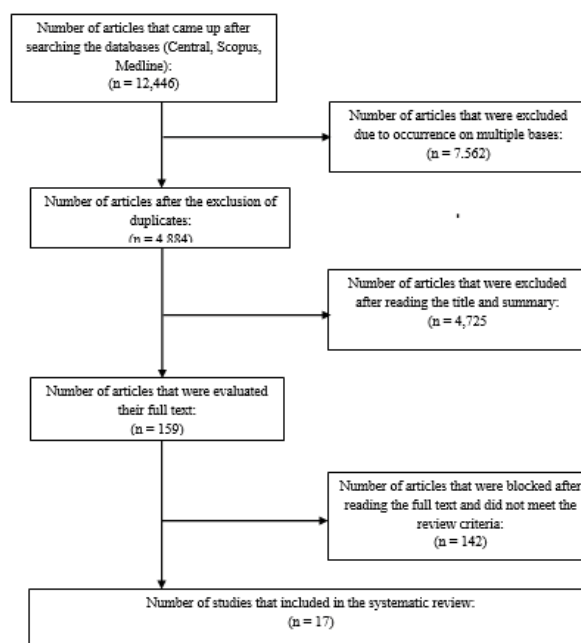 Number of articles that came up after
searching the databases (Central, Scopus,
Medline):
(n = 12,446)
Number of articles that were excluded
due to occurrence on multiple bases:
(n = 7.562)
Number of articles after the exclusion of
duplicates:
(n = 4,884)
Number of articles that were excluded
after reading the title and summary:
(n = 4,725
Number of articles that were evaluated
their full text:
(n = 159)
Number of articles that were blocked after
reading the full text and did not meet the
review criteria:
(n = 142)
Number of studies that included in the systematic review:
(n = 17)